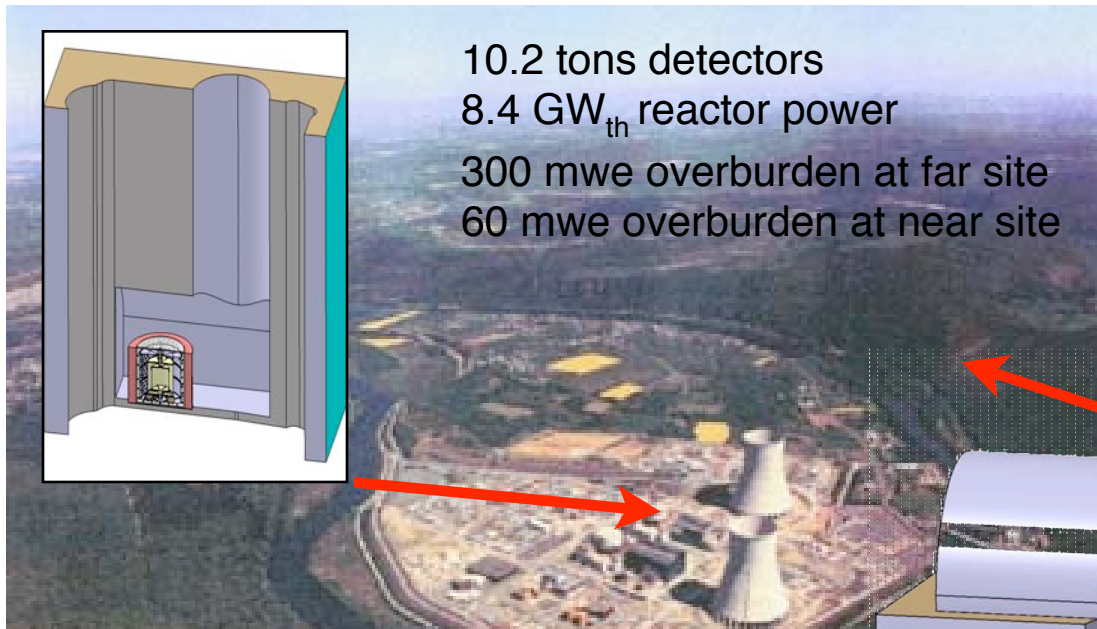 10.2 tons detectors
8.4 GWth reactor power
300 mwe overburden at far site
60 mwe overburden at near site